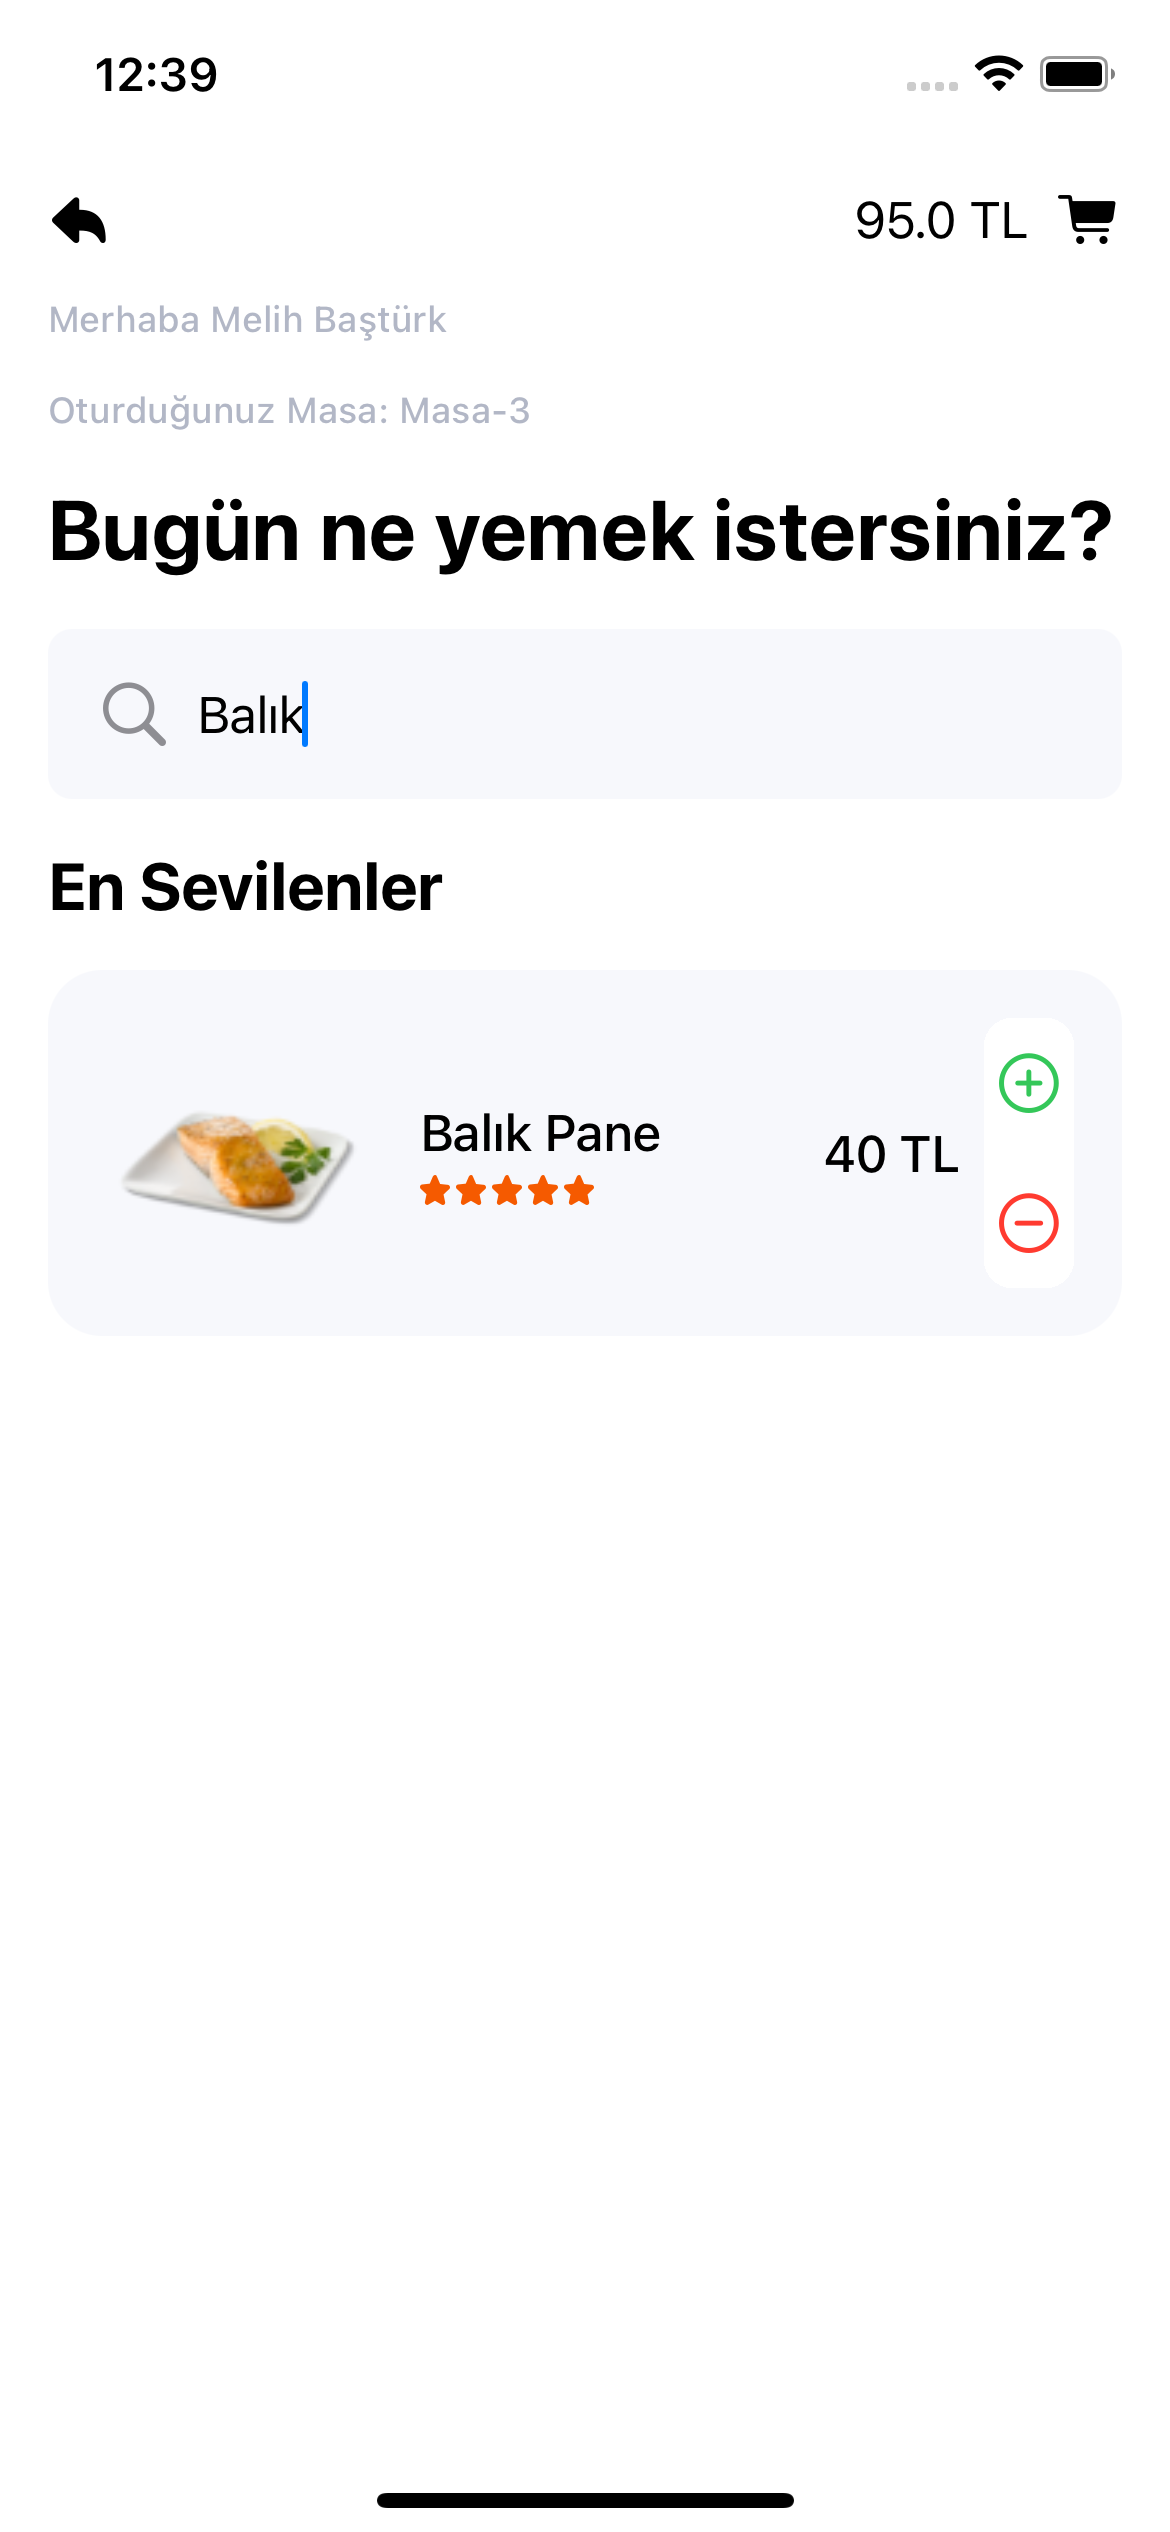 12:39
95.0 TL
Merhaba Melih Baştürk
Oturduğunuz Masa: Masa-3
Bugün ne yemek istersiniz?
Balık
En Sevilenler
Balık Pane
40 TL